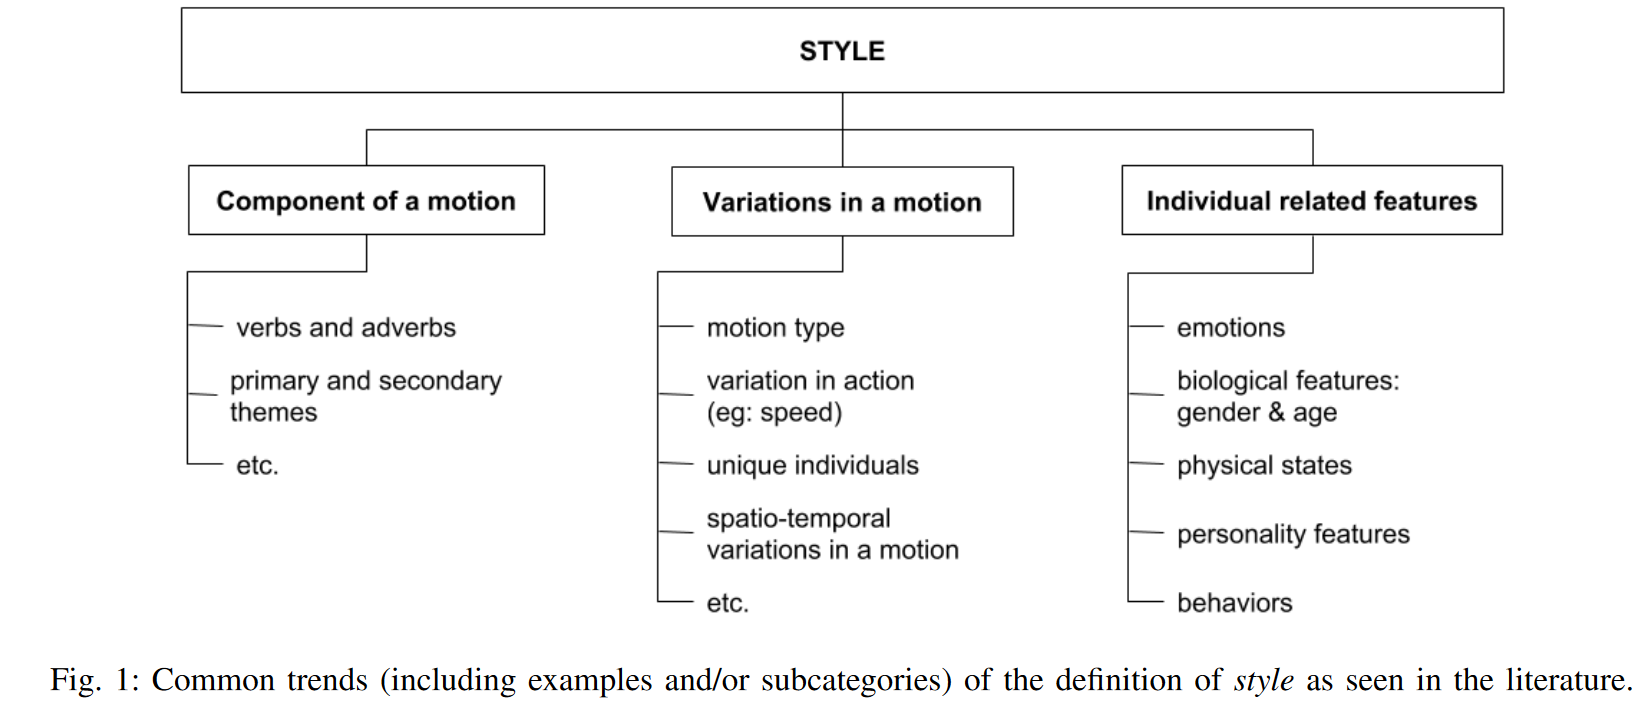 STYLE
Component of a motion
verbs and adverbs
primary and secondary
themes
etc.
Variations in a motion
motion type
variation in action
(eg: speed)
unique individuals
spatio-temporal
variations in a motion
etc.
Individual related features
emotions
biological features:
gender & age
physical states
personality features
behaviors
Fig. 1: Common trends (including examples and/or subcategories) of the definition of style as seen in the literature.